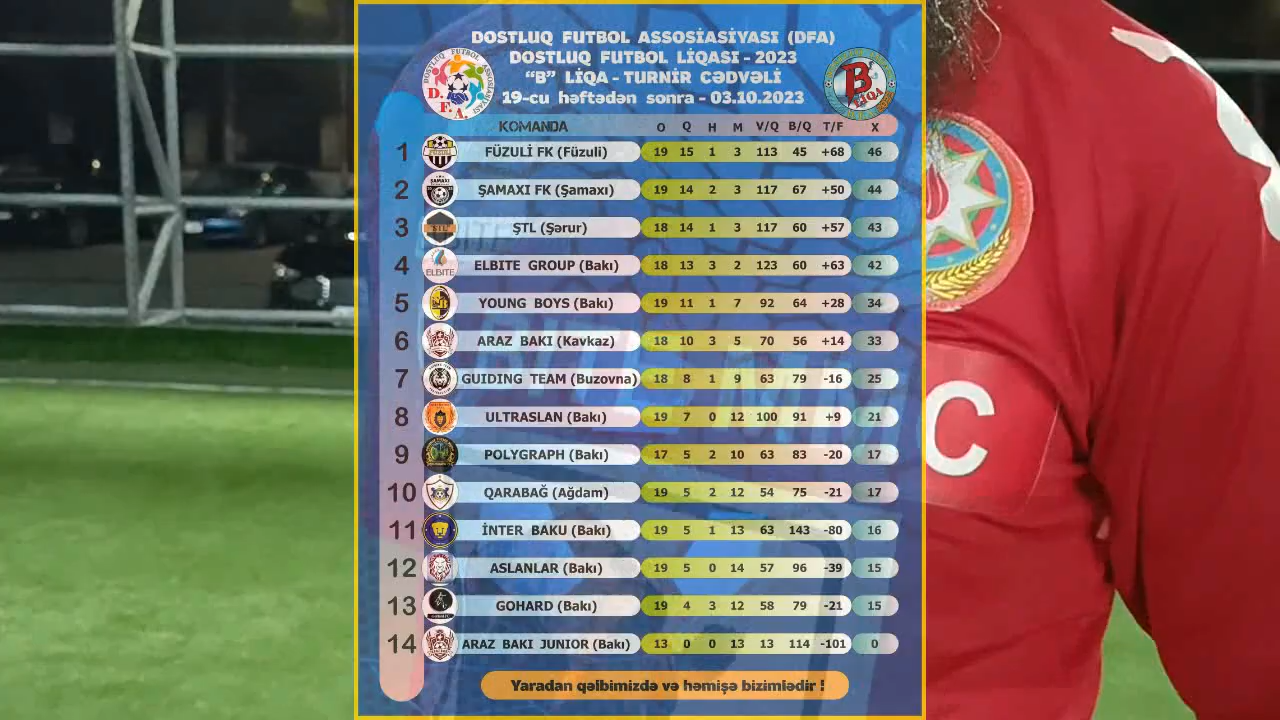 DOSTLUQ FUTBOL ASSOSİASİYASI (DFA)
DOSTLUQ FUTBOL LİQASI - 2023
“B” LİQA - TURNİR CƏDVƏLİ
19-cu həftədən sonra - 03.10.2023
DOSTLUQ FUTBOL ASSOSİASİYASI
D. F. A.
B
LİQA
KOMANDA O Q H M V/Q B/Q T/F X
1 FÜZULİ FK (Füzuli) 19 15 1 3 113 45 +68 46
2 ŞAMAXI FK (Şamaxı) 19 14 2 3 117 67 +50 44
3 ŞTL (Şərur) 18 14 1 3 117 60 +57 43
4 ELBITE ELBITE GROUP (Bakı) 18 13 3 2 123 60 +63 42
5 YOUNG BOYS (Bakı) 19 11 1 7 92 64 +28 34
6 ARAZ BAKI (Kavkaz) 18 10 3 5 70 56 +14 33
7 GUIDING TEAM (Buzovna) 18 8 1 9 63 79 -16 25
8 ULTRASLAN (Bakı) 19 7 0 12 100 91 +9 21
9 POLYGRAPH (Bakı) 17 5 2 10 63 83 -20 17
10 QARABAĞ (Ağdam) 19 5 2 12 54 75 -21 17
11 İNTER BAKU (Bakı) 19 5 1 13 63 143 -80 16
12 ASLANLAR (Bakı) 19 5 0 14 57 96 -39 15
13 GOHARD (Bakı) 19 4 3 12 58 79 -21 15
14 ARAZ BAKI JUNIOR (Bakı) 13 0 0 13 13 114 -101 0
Yaradan qəlbimizdə və həmişə bizimlədir !
C